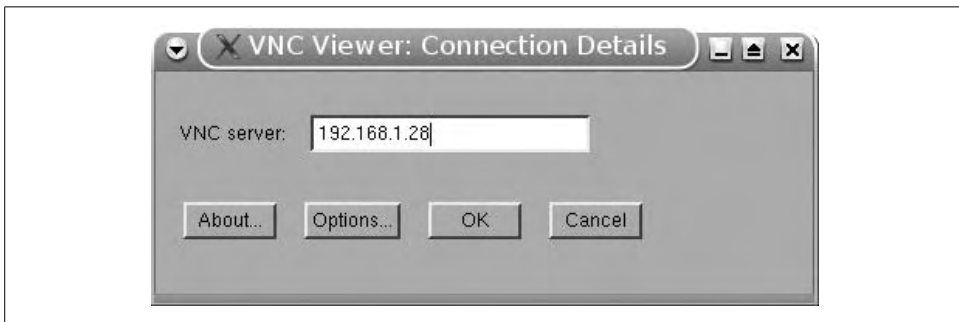 VNC Viewer: Connection Details
VNC server: 192.168.1.28
About... Options... OK Cancel